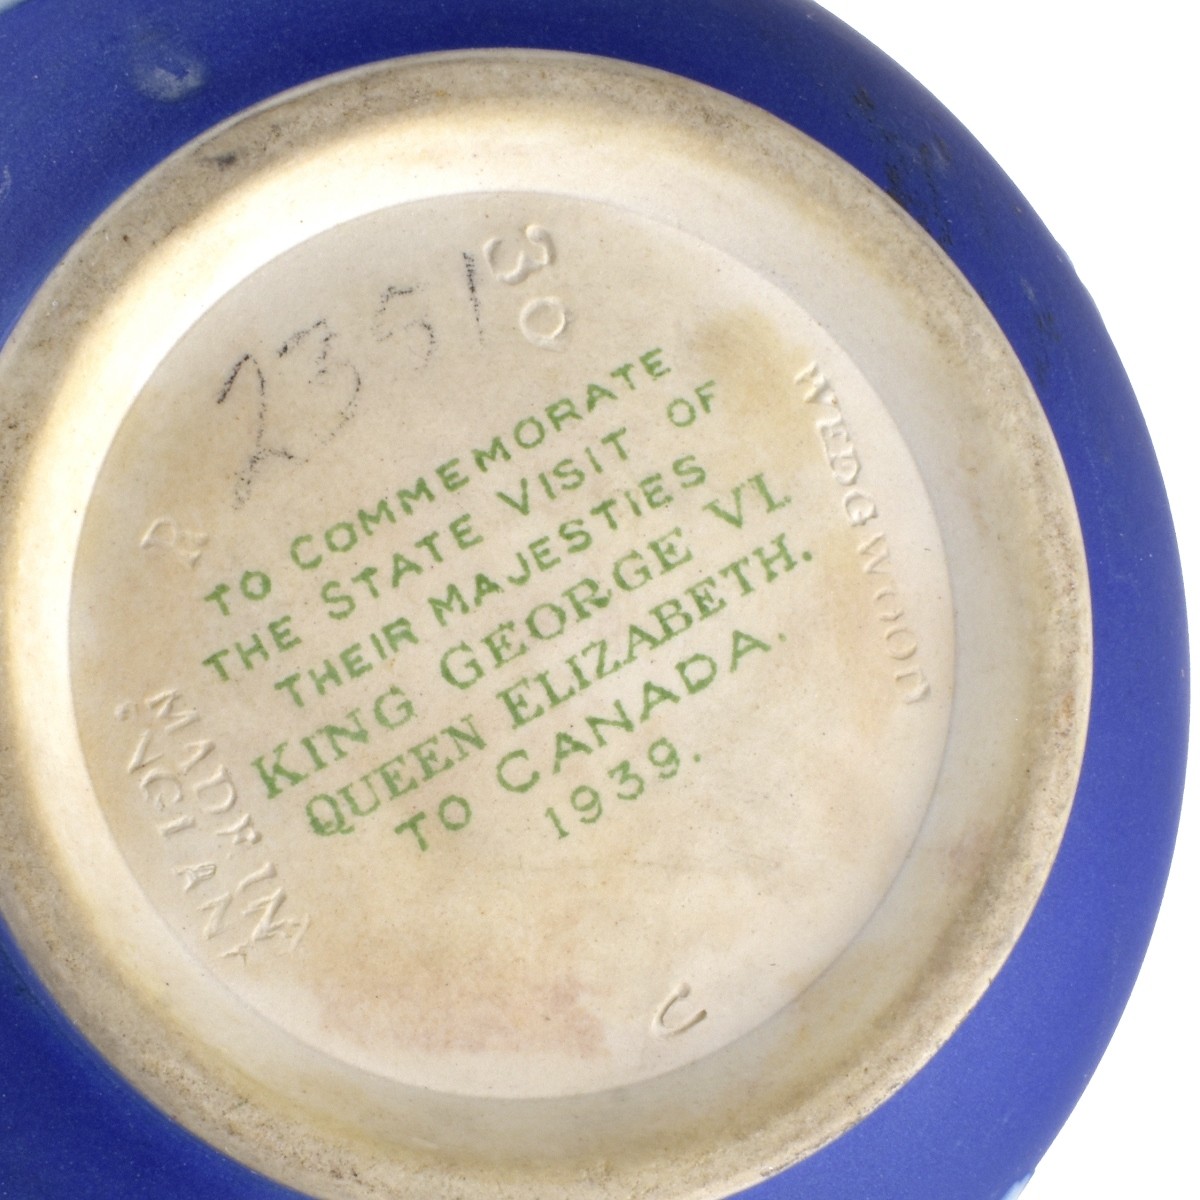 30
2351
TO COMMEMORATE
THE STATE VISIT OF
THEIR MAJESTIES
KING GEORGE VI.
QUEEN ELIZABETH.
TO CANADA.
1939.
WEDGWOOD
R
MADE IN
ENGLAND
U